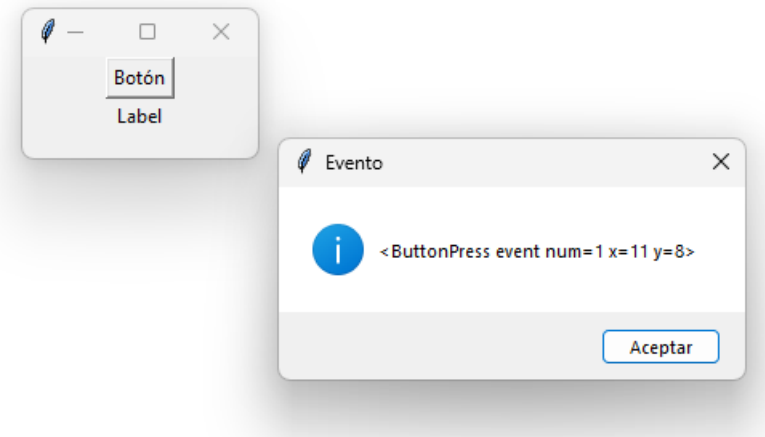 Botón
Label
Evento
<ButtonPress event num=1 x=11 y=8>
Aceptar